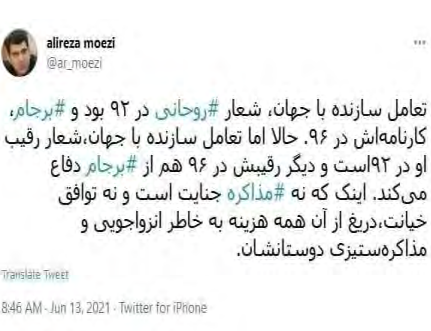 alireza moezi
@ar_moezi
تعامل سازنده با جهان، شعار #روحانی در ۹۲ بود و #برجام،
کارنامه‌اش در ۹۶. حالا اما تعامل سازنده با جهان،شعار رقیب
او در ۹۲است و دیگر رقیبش در ۹۶ هم از #برجام دفاع
می‌کند. اینک که نه #مذاکره جنایت است و نه توافق
خیانت،دریغ از آن همه هزینه به خاطر انزواجویی و
مذاکره‌ستیزی دوستانشان.
Translate Tweet
8:46 AM · Jun 13, 2021 · Twitter for iPhone